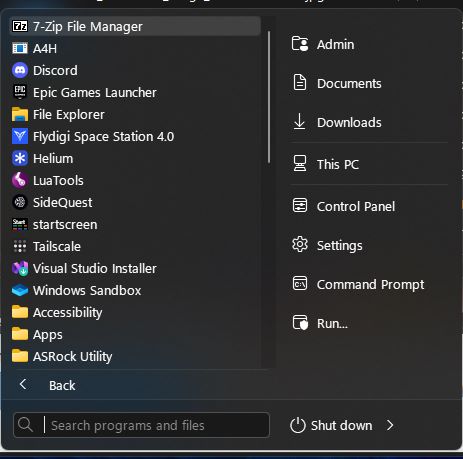 7-Zip File Manager
A4H
Discord
Epic Games Launcher
File Explorer
Flydigi Space Station 4.0
Helium
LuaTools
SideQuest
startscreen
Tailscale
Visual Studio Installer
Windows Sandbox
Accessibility
Apps
ASRock Utility
Back
Search programs and files
Admin
Documents
Downloads
This PC
Control Panel
Settings
Command Prompt
Run...
Shut down